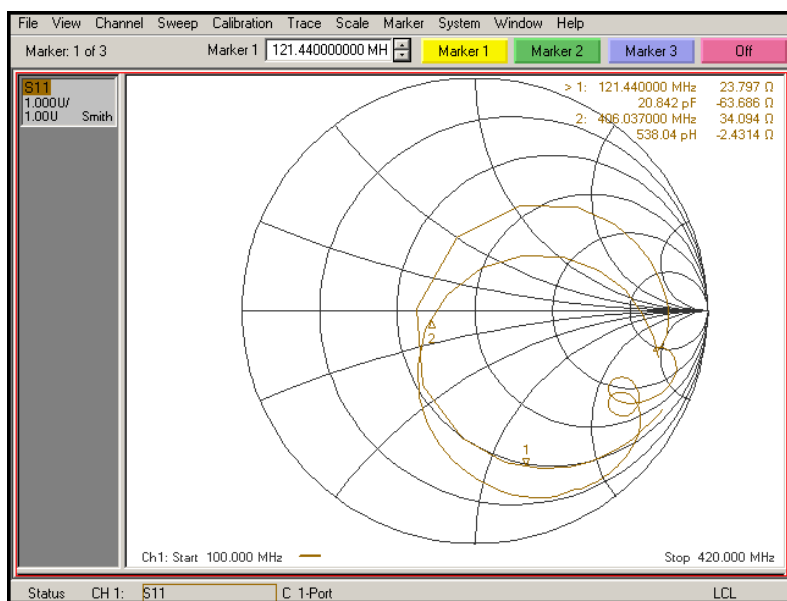 File View Channel Sweep Calibration Trace Scale Marker System Window Help
Marker: 1 of 3 Marker 1 121.440000000 MH Marker 1 Marker 2 Marker 3 Off
S11
1.000U/
1.00U Smith
> 1: 121.440000 MHz 23.797 Ω
20.842 pF -63.686 Ω
2: 406.037000 MHz 34.094 Ω
538.04 pH -2.4314 Ω
2
1
Ch1: Start 100.000 MHz Stop 420.000 MHz
Status CH 1: S11 C 1-Port LCL